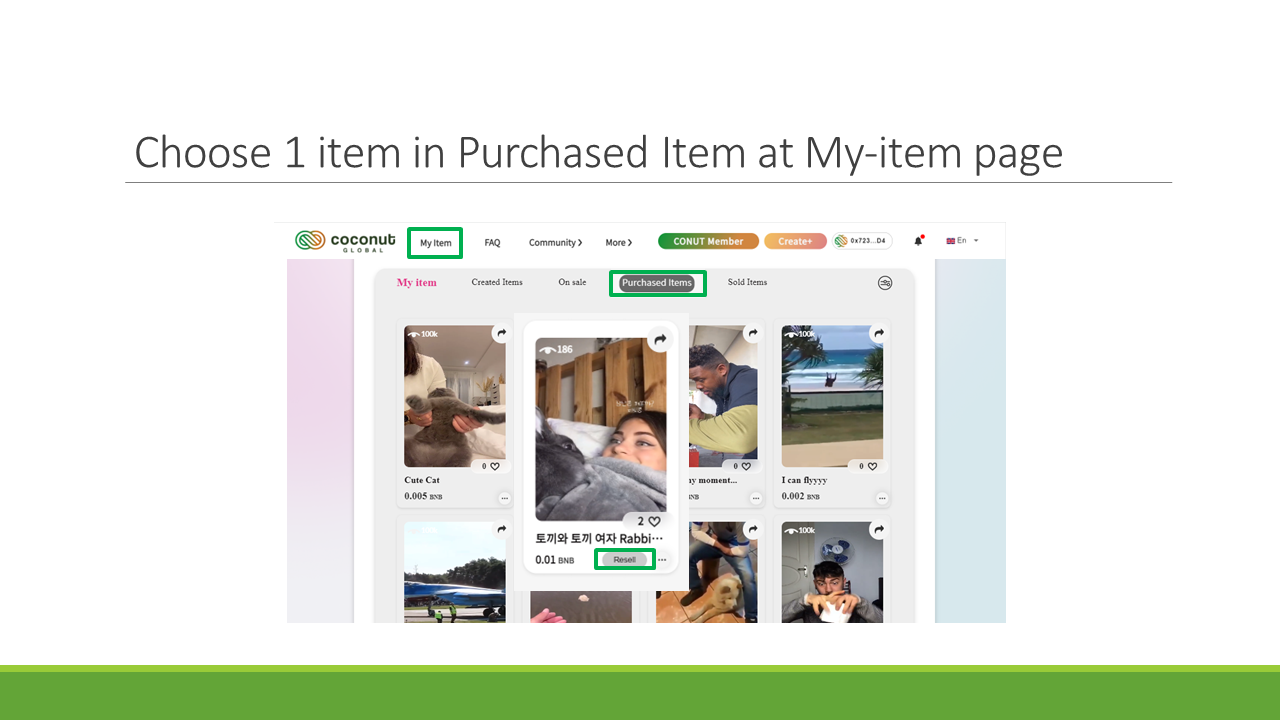 Choose 1 item in Purchased Item at My-item page
coconut
GLOBAL
My Item
FAQ
Community
More
CONUT Member
Create+
0x723...D4
En
My item
Created Items
On sale
Purchased Items
Sold Items
100k
186
100k
0
2
0
0
Cute Cat
토끼와 토끼 여자 Rabbi···
my moment...
I can flyyyy
0.005 BNB
0.01 BNB
Resell
BNB
0.002 BNB
100k